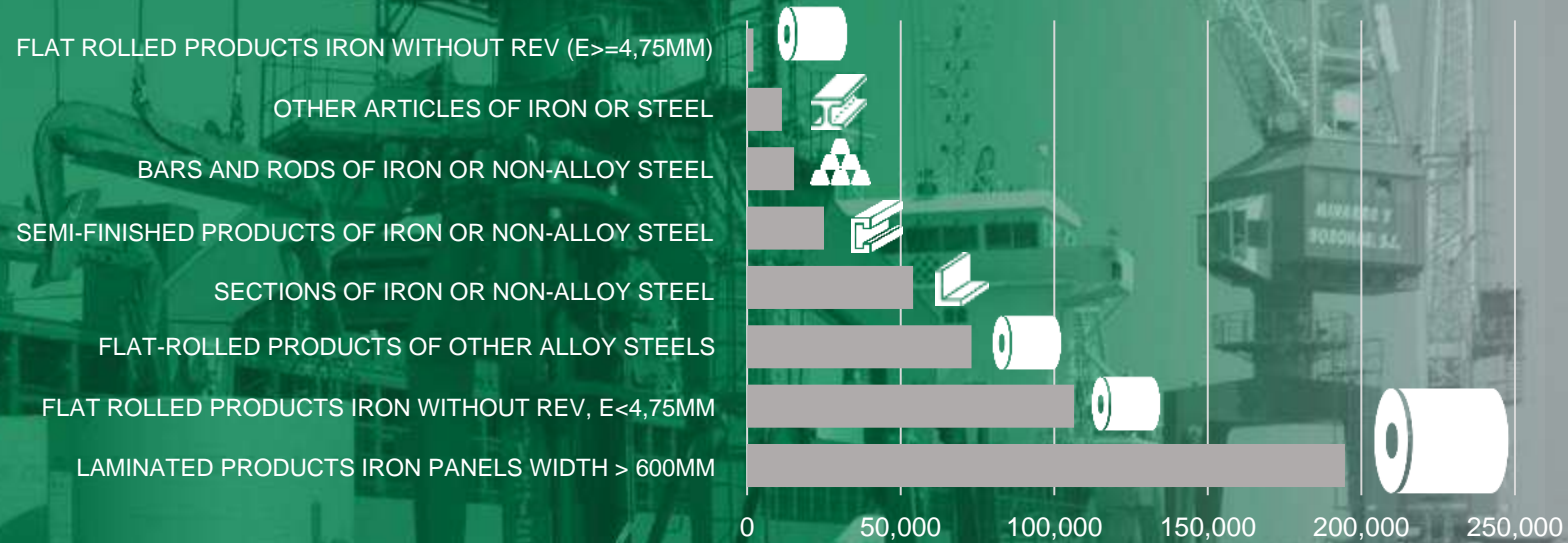 FLAT ROLLED PRODUCTS IRON WITHOUT REV (E>=4,75MM)
OTHER ARTICLES OF IRON OR STEEL
BARS AND RODS OF IRON OR NON-ALLOY STEEL
SEMI-FINISHED PRODUCTS OF IRON OR NON-ALLOY STEEL
SECTIONS OF IRON OR NON-ALLOY STEEL
FLAT-ROLLED PRODUCTS OF OTHER ALLOY STEELS
FLAT ROLLED PRODUCTS IRON WITHOUT REV, E<4,75MM
LAMINATED PRODUCTS IRON PANELS WIDTH > 600MM
0 50,000 100,000 150,000 200,000 250,000